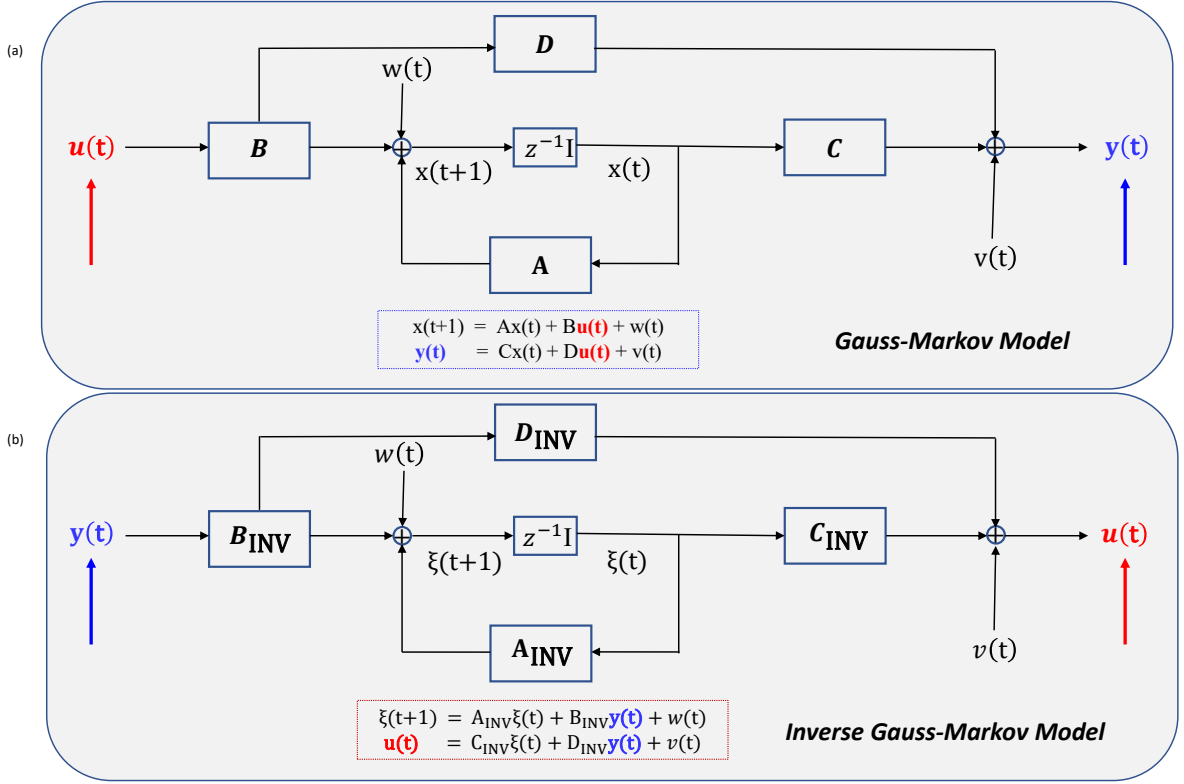 (a)
D
w(t)
u(t)
B
z⁻¹I
C
y(t)
x(t+1)
x(t)
A
v(t)
x(t+1) = Ax(t) + Bu(t) + w(t)
y(t) = Cx(t) + Du(t) + v(t)
Gauss-Markov Model
(b)
D_INV
w(t)
y(t)
B_INV
z⁻¹I
C_INV
u(t)
ξ(t+1)
ξ(t)
A_INV
v(t)
ξ(t+1) = A_INVξ(t) + B_INVy(t) + w(t)
u(t) = C_INVξ(t) + D_INVy(t) + v(t)
Inverse Gauss-Markov Model